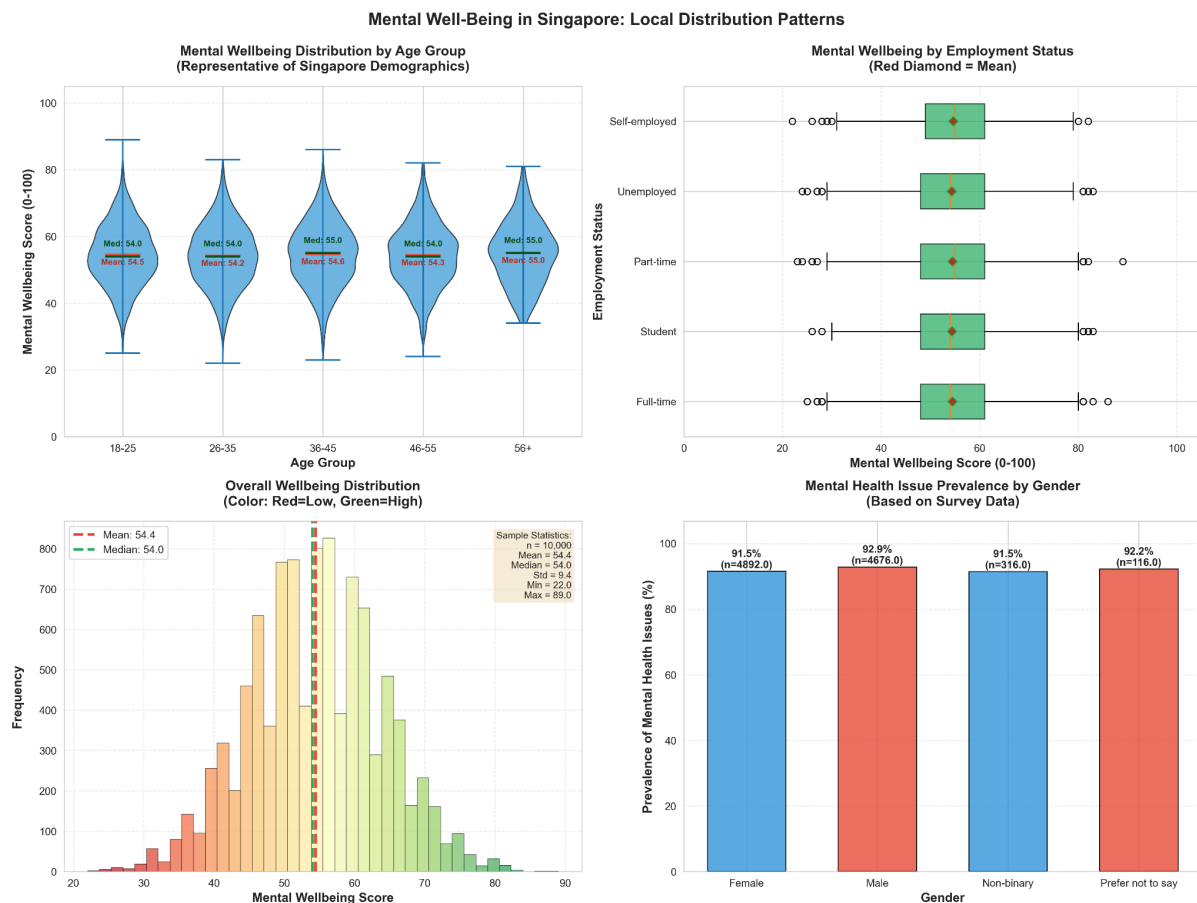 Mental Well-Being in Singapore: Local Distribution Patterns
Mental Wellbeing Distribution by Age Group
(Representative of Singapore Demographics)
Mental Wellbeing Score (0-100)
100
80
60
40
20
0
Med: 54.0
Mean: 54.5
Med: 54.0
Mean: 54.2
Med: 55.0
Mean: 54.6
Med: 54.0
Mean: 54.3
Med: 55.0
Mean: 55.0
18-25
26-35
36-45
46-55
56+
Age Group
Mental Wellbeing by Employment Status
(Red Diamond = Mean)
Employment Status
Self-employed
Unemployed
Part-time
Student
Full-time
0
20
40
60
80
100
Mental Wellbeing Score (0-100)
Overall Wellbeing Distribution
(Color: Red=Low, Green=High)
Mean: 54.4
Median: 54.0
Sample Statistics:
n = 10,000
Mean = 54.4
Median = 54.0
Std = 9.4
Min = 22.0
Max = 89.0
Frequency
800
700
600
500
400
300
200
100
0
20
30
40
50
60
70
80
90
Mental Wellbeing Score
Mental Health Issue Prevalence by Gender
(Based on Survey Data)
Prevalence of Mental Health Issues (%)
100
80
60
40
20
0
91.5%
(n=4892.0)
92.9%
(n=4676.0)
91.5%
(n=316.0)
92.2%
(n=116.0)
Female
Male
Non-binary
Prefer not to say
Gender